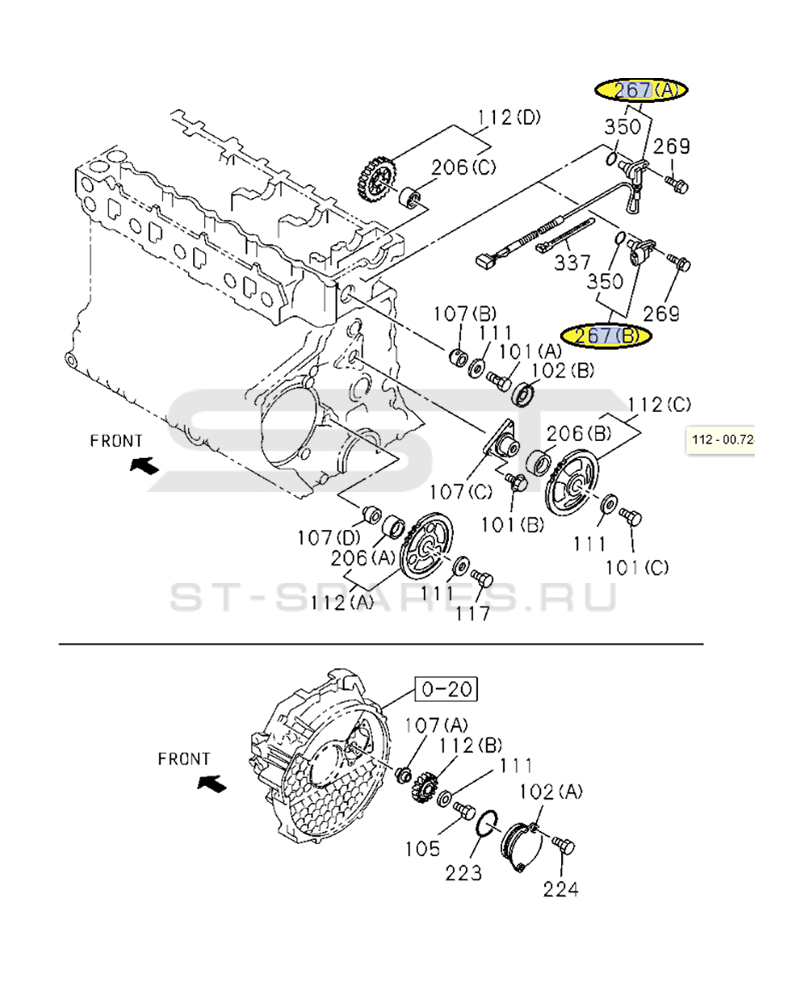 267(A)
112(D)
350
269
206(C)
337
350
107(B)
111
269
267(B)
101(A)
102(B)
112(C)
FRONT
206(B)
112 - 00.72
ST
107(C)
101(B)
107(D)
111
206(A)
101(C)
112(A)
111
ST-SPARES.RU
117
0-20
107(A)
112(B)
FRONT
111
102(A)
105
223
224